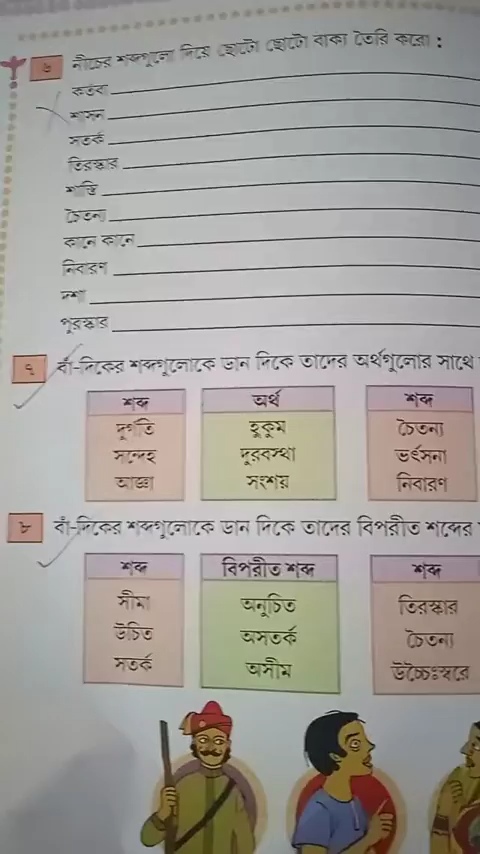 ৬ নীচের শব্দগুলো দিয়ে ছোটো ছোটো বাক্য তৈরি করো :
কতবা
শাসন
সতর্ক
তিরস্কার
শাস্তি
চৈতন্য
কানে কানে
নিবারণ
দশা
পুরস্কার
৭ বাঁ-দিকের শব্দগুলোকে ডান দিকে তাদের অর্থগুলোর সাথে
শব্দ অর্থ শব্দ
দুর্গতি হুকুম চৈতন্য
সন্দেহ দুরবস্থা ভর্ৎসনা
আজ্ঞা সংশয় নিবারণ
৮ বাঁ-দিকের শব্দগুলোকে ডান দিকে তাদের বিপরীত শব্দের
শব্দ বিপরীত শব্দ শব্দ
সীমা অনুচিত তিরস্কার
উচিত অসতর্ক চৈতন্য
সতর্ক অসীম উচ্চৈঃস্বরে